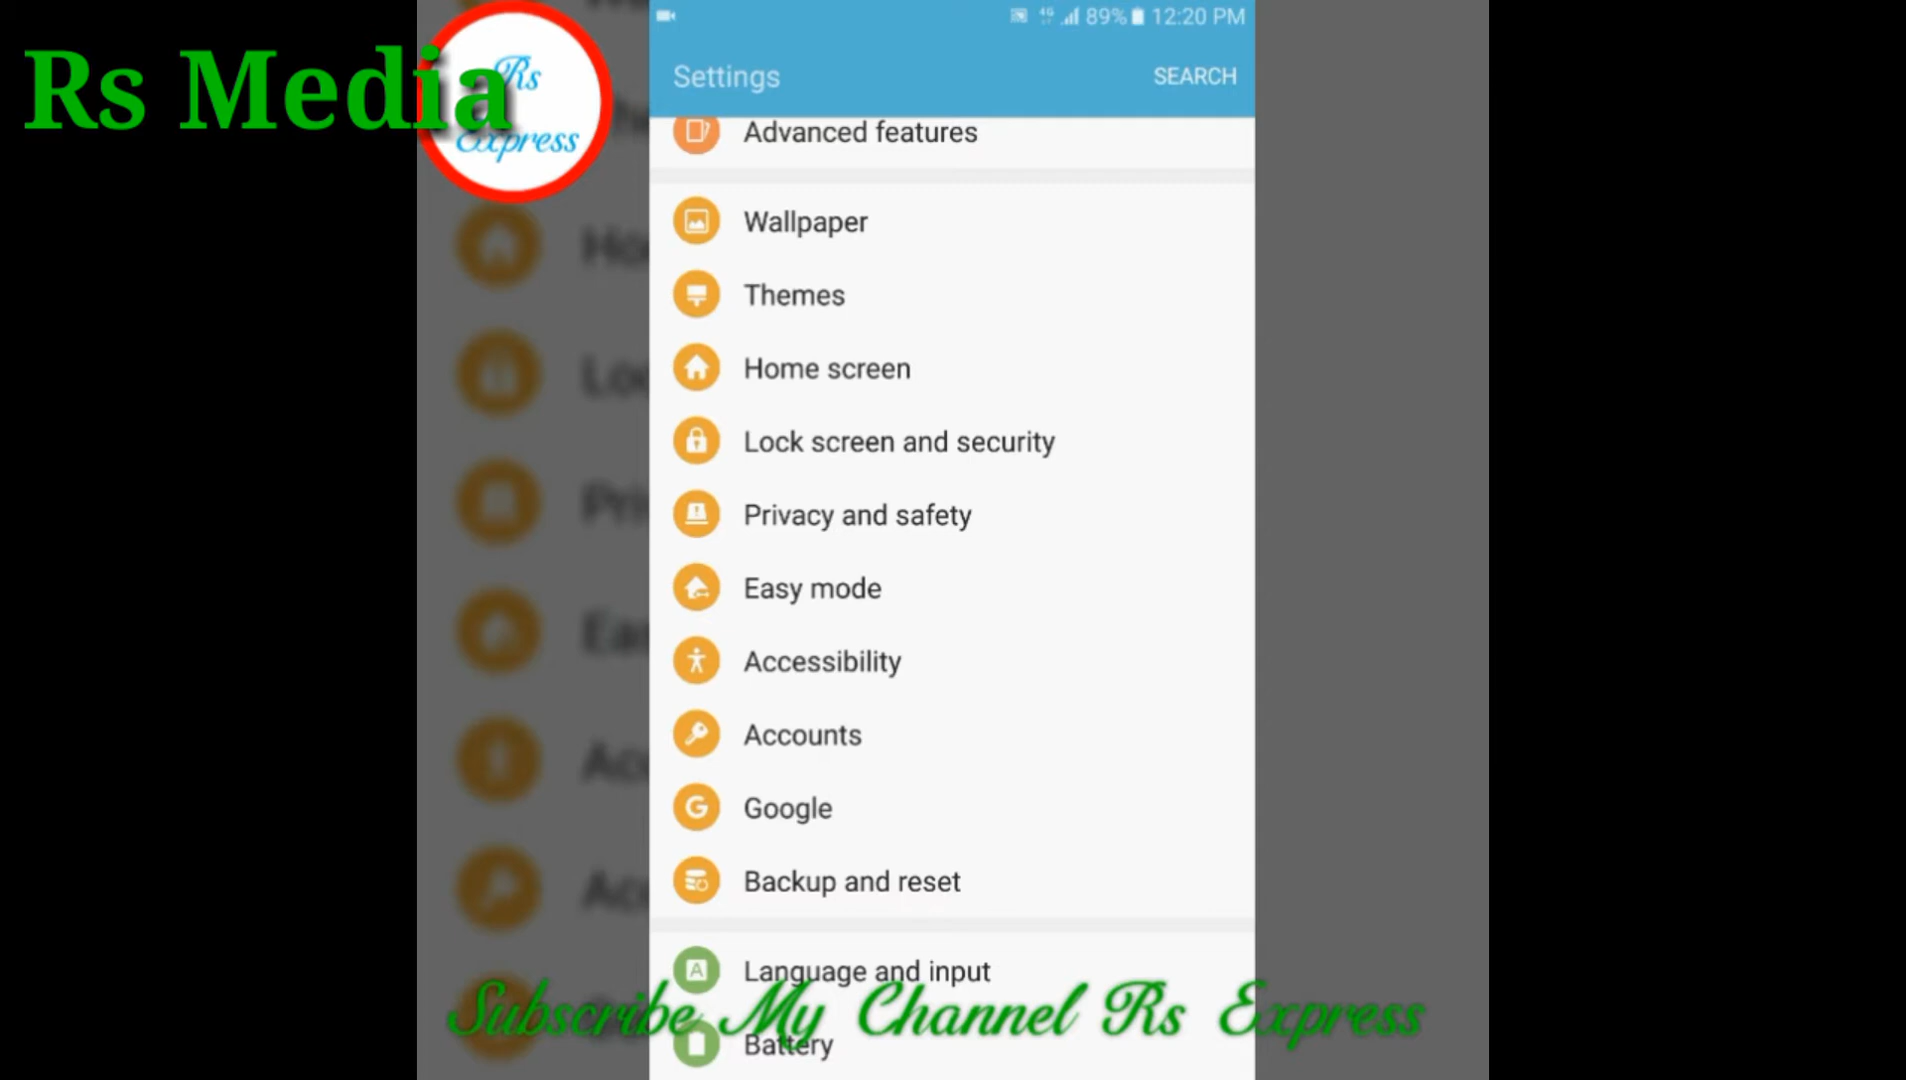 Rs Media
Rs
Express
4G 89% 12:20 PM
Settings
SEARCH
Advanced features
Wallpaper
Themes
Home screen
Lock screen and security
Privacy and safety
Easy mode
Accessibility
Accounts
Google
Backup and reset
Language and input
Subscribe My Channel Rs Express
Battery